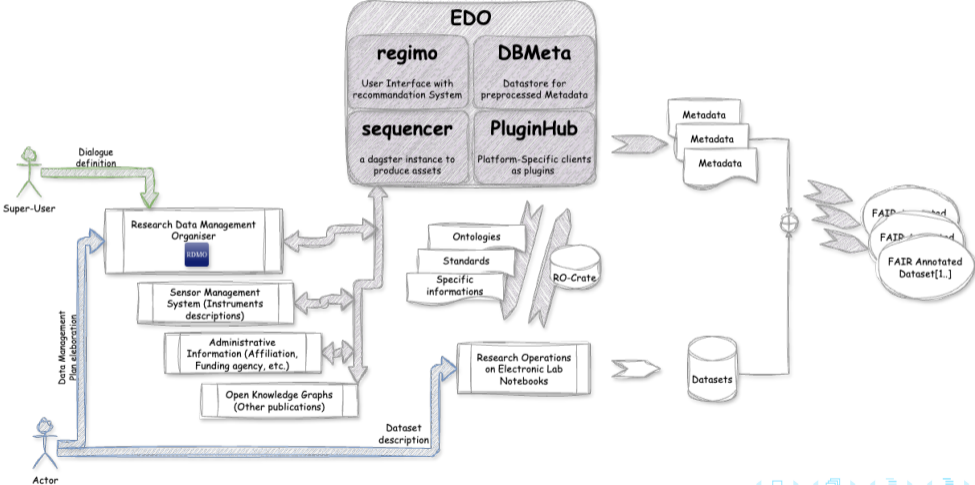 EDO
regimo
User Interface with
recommandation System
DBMeta
Datastore for
preprocessed Metadata
sequencer
a dagster instance to
produce assets
PluginHub
Platform-Specific clients
as plugins
Metadata
Metadata
Metadata
Dialogue
definition
Super-User
Research Data Management
Organiser
RDMO
Sensor Management
System (Instruments
descriptions)
Administrative
Information (Affiliation,
Funding agency, etc.)
Open Knowledge Graphs
(Other publications)
Data Management
Plan eleboration
Ontologies
Standards
Specific
informations
RO-Crate
Research Operations
on Electronic Lab
Notebooks
Datasets
FAIR
FAIR
FAIR Annotated
Dataset[1..]
Dataset
description
Actor